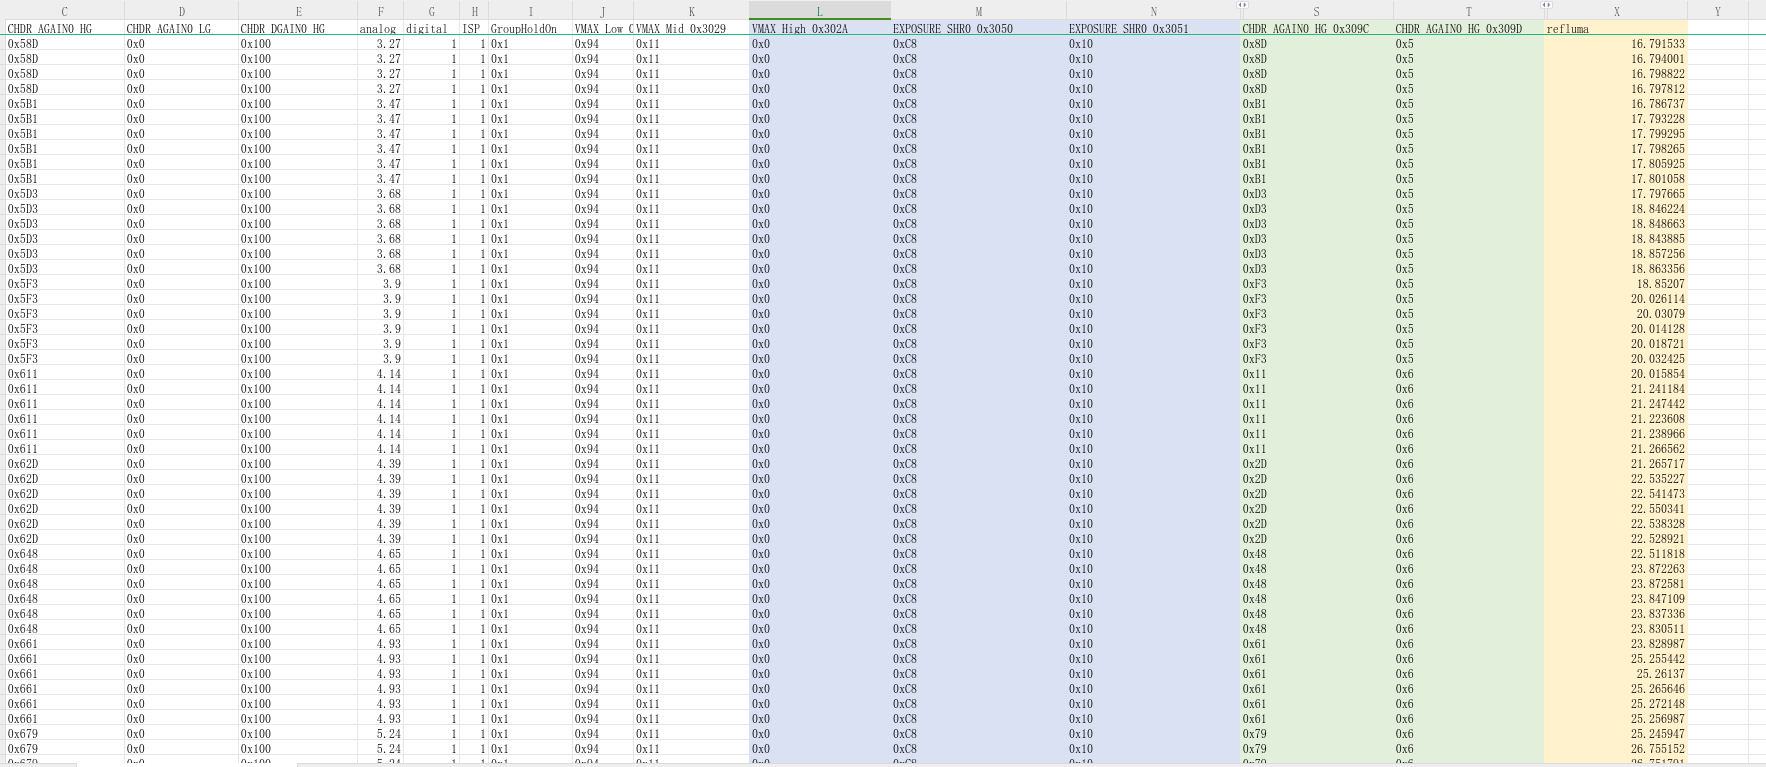 C D E F G H I J K L M N S T X Y
CHDR AGAIN0 HG CHDR AGAIN0 LG CHDR DGAIN0 HG analog digital ISP GroupHoldOn VMAX Low VMAX Mid 0x3029 VMAX High 0x302A EXPOSURE SHR0 0x3050 EXPOSURE SHR0 0x3051 CHDR AGAIN0 HG 0x309C CHDR AGAIN0 HG 0x309D refluma
0x58D 0x0 0x100 3.27 1 1 0x1 0x94 0x11 0x0 0xC8 0x10 0x8D 0x5 16.791533
0x58D 0x0 0x100 3.27 1 1 0x1 0x94 0x11 0x0 0xC8 0x10 0x8D 0x5 16.794001
0x58D 0x0 0x100 3.27 1 1 0x1 0x94 0x11 0x0 0xC8 0x10 0x8D 0x5 16.798822
0x58D 0x0 0x100 3.27 1 1 0x1 0x94 0x11 0x0 0xC8 0x10 0x8D 0x5 16.797812
0x5B1 0x0 0x100 3.47 1 1 0x1 0x94 0x11 0x0 0xC8 0x10 0xB1 0x5 16.786737
0x5B1 0x0 0x100 3.47 1 1 0x1 0x94 0x11 0x0 0xC8 0x10 0xB1 0x5 17.793228
0x5B1 0x0 0x100 3.47 1 1 0x1 0x94 0x11 0x0 0xC8 0x10 0xB1 0x5 17.799295
0x5B1 0x0 0x100 3.47 1 1 0x1 0x94 0x11 0x0 0xC8 0x10 0xB1 0x5 17.798265
0x5B1 0x0 0x100 3.47 1 1 0x1 0x94 0x11 0x0 0xC8 0x10 0xB1 0x5 17.805925
0x5B1 0x0 0x100 3.47 1 1 0x1 0x94 0x11 0x0 0xC8 0x10 0xB1 0x5 17.801058
0x5D3 0x0 0x100 3.68 1 1 0x1 0x94 0x11 0x0 0xC8 0x10 0xD3 0x5 17.797665
0x5D3 0x0 0x100 3.68 1 1 0x1 0x94 0x11 0x0 0xC8 0x10 0xD3 0x5 18.846224
0x5D3 0x0 0x100 3.68 1 1 0x1 0x94 0x11 0x0 0xC8 0x10 0xD3 0x5 18.848663
0x5D3 0x0 0x100 3.68 1 1 0x1 0x94 0x11 0x0 0xC8 0x10 0xD3 0x5 18.843885
0x5D3 0x0 0x100 3.68 1 1 0x1 0x94 0x11 0x0 0xC8 0x10 0xD3 0x5 18.857256
0x5D3 0x0 0x100 3.68 1 1 0x1 0x94 0x11 0x0 0xC8 0x10 0xD3 0x5 18.863356
0x5F3 0x0 0x100 3.9 1 1 0x1 0x94 0x11 0x0 0xC8 0x10 0xF3 0x5 18.85207
0x5F3 0x0 0x100 3.9 1 1 0x1 0x94 0x11 0x0 0xC8 0x10 0xF3 0x5 20.026114
0x5F3 0x0 0x100 3.9 1 1 0x1 0x94 0x11 0x0 0xC8 0x10 0xF3 0x5 20.03079
0x5F3 0x0 0x100 3.9 1 1 0x1 0x94 0x11 0x0 0xC8 0x10 0xF3 0x5 20.014128
0x5F3 0x0 0x100 3.9 1 1 0x1 0x94 0x11 0x0 0xC8 0x10 0xF3 0x5 20.018721
0x5F3 0x0 0x100 3.9 1 1 0x1 0x94 0x11 0x0 0xC8 0x10 0xF3 0x5 20.032425
0x611 0x0 0x100 4.14 1 1 0x1 0x94 0x11 0x0 0xC8 0x10 0x11 0x6 20.015854
0x611 0x0 0x100 4.14 1 1 0x1 0x94 0x11 0x0 0xC8 0x10 0x11 0x6 21.241184
0x611 0x0 0x100 4.14 1 1 0x1 0x94 0x11 0x0 0xC8 0x10 0x11 0x6 21.247442
0x611 0x0 0x100 4.14 1 1 0x1 0x94 0x11 0x0 0xC8 0x10 0x11 0x6 21.223608
0x611 0x0 0x100 4.14 1 1 0x1 0x94 0x11 0x0 0xC8 0x10 0x11 0x6 21.238966
0x611 0x0 0x100 4.14 1 1 0x1 0x94 0x11 0x0 0xC8 0x10 0x11 0x6 21.266562
0x62D 0x0 0x100 4.39 1 1 0x1 0x94 0x11 0x0 0xC8 0x10 0x2D 0x6 21.265717
0x62D 0x0 0x100 4.39 1 1 0x1 0x94 0x11 0x0 0xC8 0x10 0x2D 0x6 22.535227
0x62D 0x0 0x100 4.39 1 1 0x1 0x94 0x11 0x0 0xC8 0x10 0x2D 0x6 22.541473
0x62D 0x0 0x100 4.39 1 1 0x1 0x94 0x11 0x0 0xC8 0x10 0x2D 0x6 22.550341
0x62D 0x0 0x100 4.39 1 1 0x1 0x94 0x11 0x0 0xC8 0x10 0x2D 0x6 22.538328
0x62D 0x0 0x100 4.39 1 1 0x1 0x94 0x11 0x0 0xC8 0x10 0x2D 0x6 22.528921
0x648 0x0 0x100 4.65 1 1 0x1 0x94 0x11 0x0 0xC8 0x10 0x48 0x6 22.511818
0x648 0x0 0x100 4.65 1 1 0x1 0x94 0x11 0x0 0xC8 0x10 0x48 0x6 23.872263
0x648 0x0 0x100 4.65 1 1 0x1 0x94 0x11 0x0 0xC8 0x10 0x48 0x6 23.872581
0x648 0x0 0x100 4.65 1 1 0x1 0x94 0x11 0x0 0xC8 0x10 0x48 0x6 23.847109
0x648 0x0 0x100 4.65 1 1 0x1 0x94 0x11 0x0 0xC8 0x10 0x48 0x6 23.837336
0x648 0x0 0x100 4.65 1 1 0x1 0x94 0x11 0x0 0xC8 0x10 0x48 0x6 23.830511
0x661 0x0 0x100 4.93 1 1 0x1 0x94 0x11 0x0 0xC8 0x10 0x61 0x6 23.828987
0x661 0x0 0x100 4.93 1 1 0x1 0x94 0x11 0x0 0xC8 0x10 0x61 0x6 25.255442
0x661 0x0 0x100 4.93 1 1 0x1 0x94 0x11 0x0 0xC8 0x10 0x61 0x6 25.26137
0x661 0x0 0x100 4.93 1 1 0x1 0x94 0x11 0x0 0xC8 0x10 0x61 0x6 25.265646
0x661 0x0 0x100 4.93 1 1 0x1 0x94 0x11 0x0 0xC8 0x10 0x61 0x6 25.272148
0x661 0x0 0x100 4.93 1 1 0x1 0x94 0x11 0x0 0xC8 0x10 0x61 0x6 25.256987
0x679 0x0 0x100 5.24 1 1 0x1 0x94 0x11 0x0 0xC8 0x10 0x79 0x6 25.245947
0x679 0x0 0x100 5.24 1 1 0x1 0x94 0x11 0x0 0xC8 0x10 0x79 0x6 26.755152